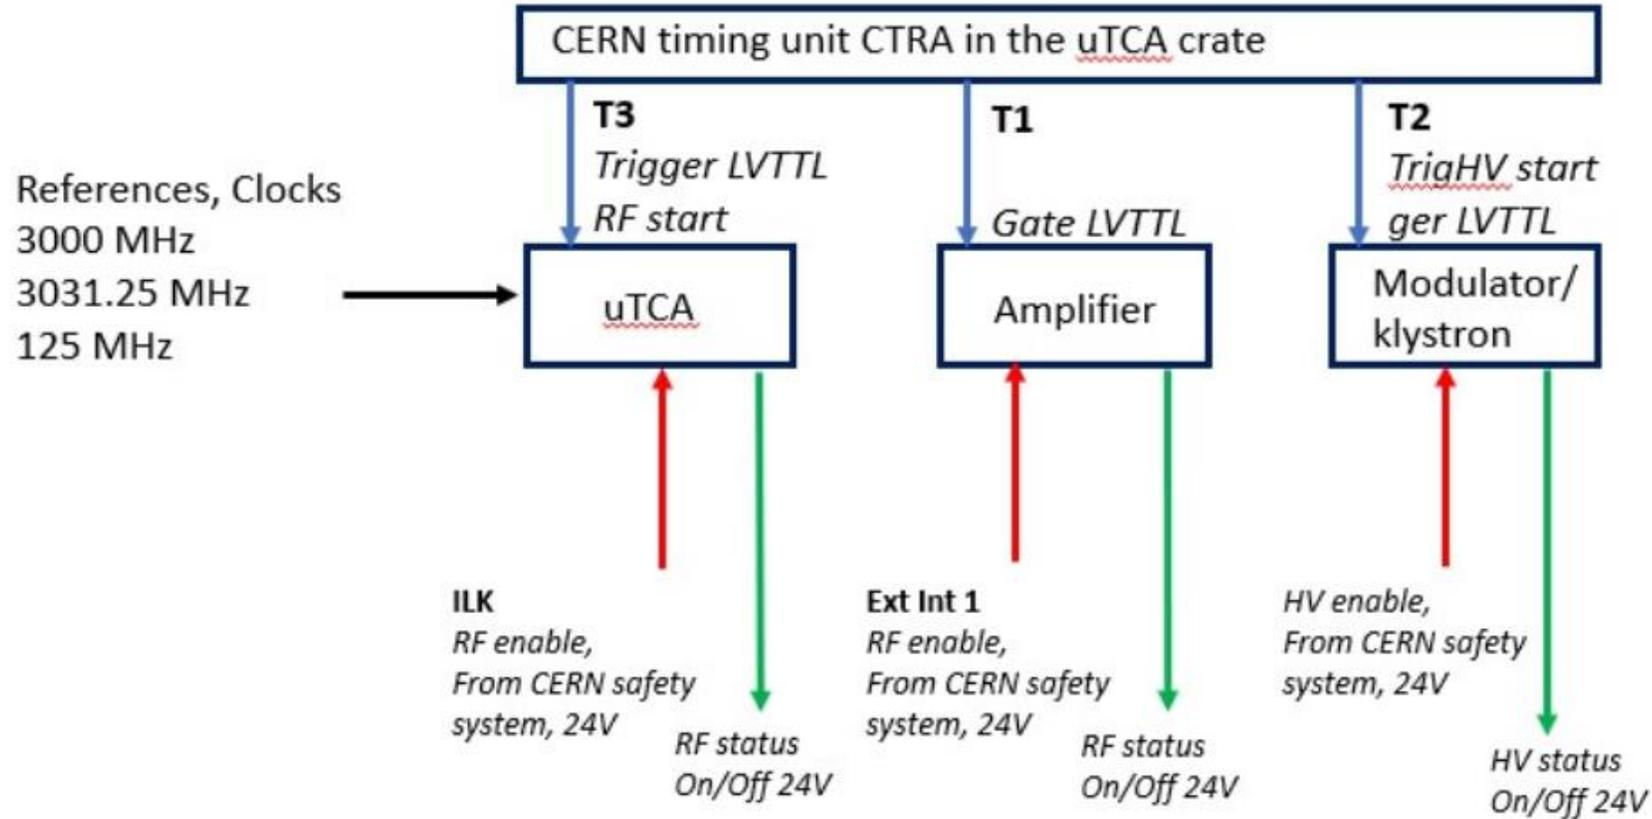 CERN timing unit CTRA in the uTCA crate
T3
Trigger LVTTL
RF start
T1
Gate LVTTL
T2
TrigHV start
ger LVTTL
References, Clocks
3000 MHz
3031.25 MHz
125 MHz
uTCA
Amplifier
Modulator/
klystron
ILK
RF enable,
From CERN safety
system, 24V
RF status
On/Off 24V
Ext Int 1
RF enable,
From CERN safety
system, 24V
RF status
On/Off 24V
HV enable,
From CERN safety
system, 24V
HV status
On/Off 24V